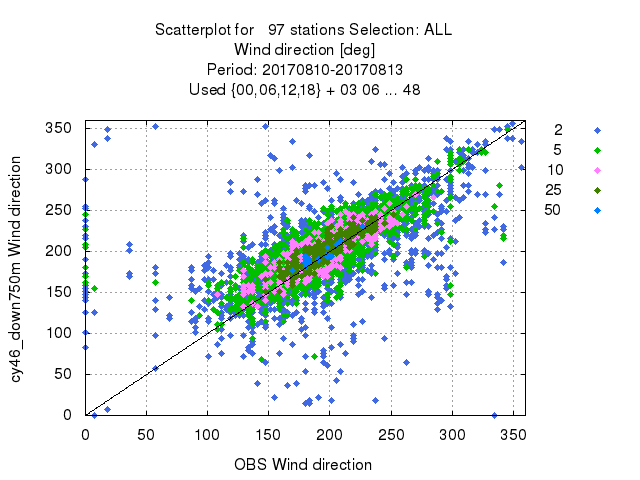 Scatterplot for 97 stations Selection: ALL
Wind direction [deg]
Period: 20170810-20170813
Used {00,06,12,18} + 03 06 ... 48
cy46_down750m Wind direction
350
300
250
200
150
100
50
0
0 50 100 150 200 250 300 350
OBS Wind direction
2
5
10
25
50